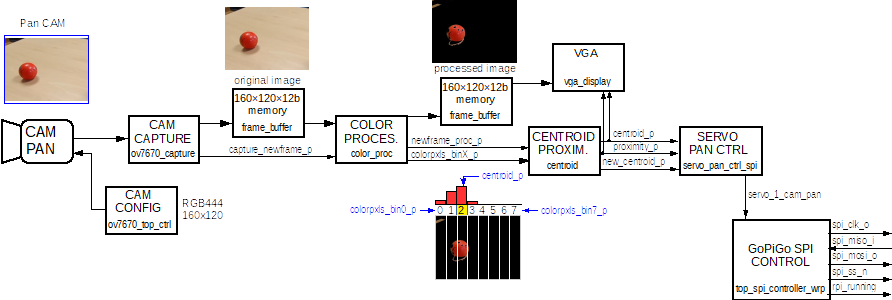 Pan CAM
original image
processed image
160×120×12b
memory
frame_buffer
160×120×12b
memory
frame_buffer
VGA
vga_display
CAM
PAN
CAM
CAPTURE
ov7670_capture
capture_newframe_p
COLOR
PROCES.
color_proc
newframe_proc_p
colorpxls_binX_p
CENTROID
PROXIM.
centroid
centroid_p
proximity_p
new_centroid_p
SERVO
PAN CTRL
servo_pan_ctrl_spi
CAM
CONFIG
ov7670_top_ctrl
RGB444
160x120
centroid_p
colorpxls_bin0_p
0 1 2 3 4 5 6 7
colorpxls_bin7_p
servo_1_cam_pan
GoPiGo SPI
CONTROL
top_spi_controller_wrp
spi_clk_o
spi_miso_i
spi_mosi_o
spi_ss_n
rpi_running